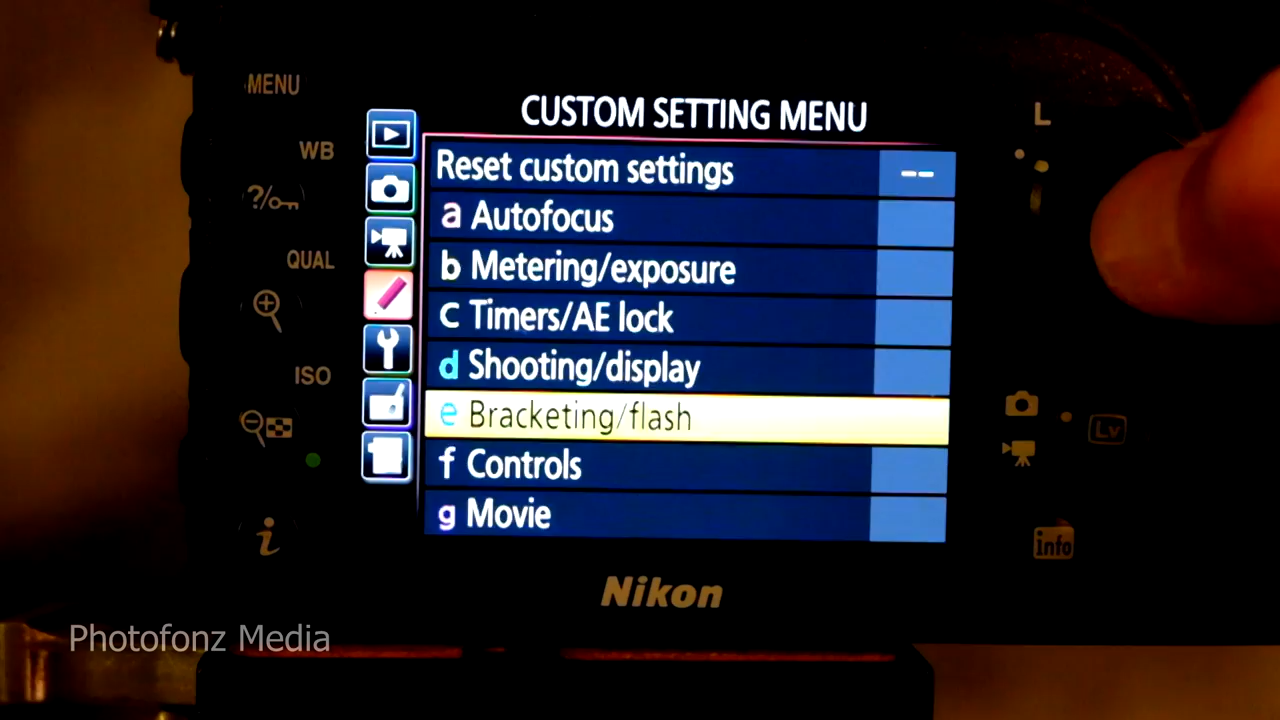 MENU
CUSTOM SETTING MENU
L
WB
Reset custom settings --
?/
a Autofocus
QUAL
b Metering/exposure
c Timers/AE lock
ISO
d Shooting/display
e Bracketing/flash
Lv
f Controls
g Movie
i
info
Nikon
Photofonz Media